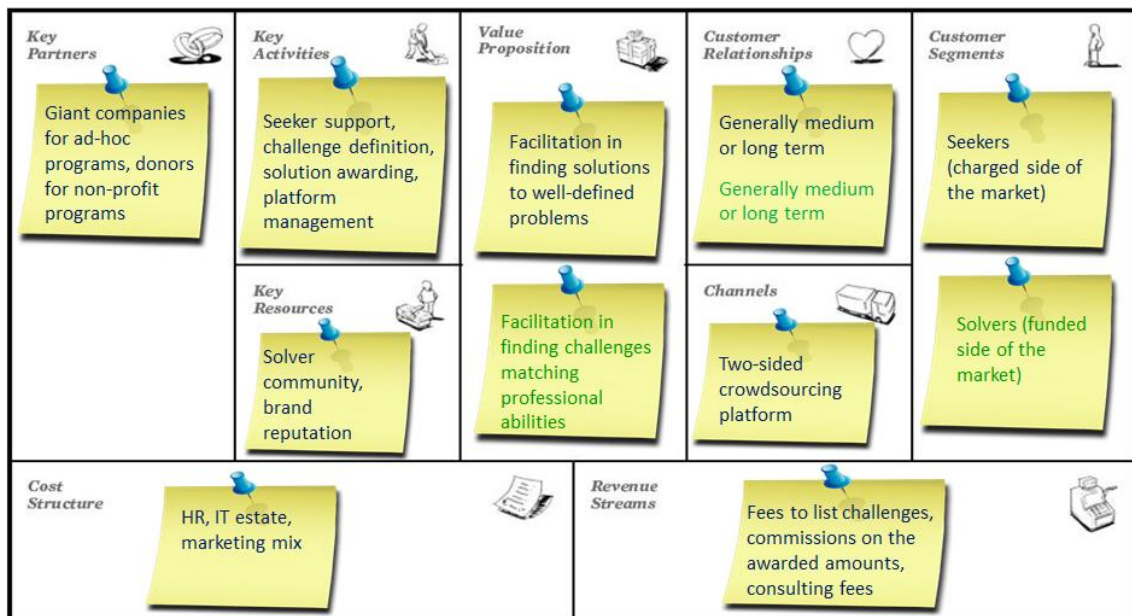 Key
Partners
Giant companies
for ad-hoc
programs, donors
for non-profit
programs
Key
Activities
Seeker support,
challenge definition,
solution awarding,
platform
management
Key
Resources
Solver
community,
brand
reputation
Value
Proposition
Facilitation in
finding solutions
to well-defined
problems
Facilitation in
finding challenges
matching
professional
abilities
Customer
Relationships
Generally medium
or long term
Generally medium
or long term
Channels
Two-sided
crowdsourcing
platform
Customer
Segments
Seekers
(charged side of
the market)
Solvers (funded
side of the
market)
Cost
Structure
HR, IT estate,
marketing mix
Revenue
Streams
Fees to list challenges,
commissions on the
awarded amounts,
consulting fees